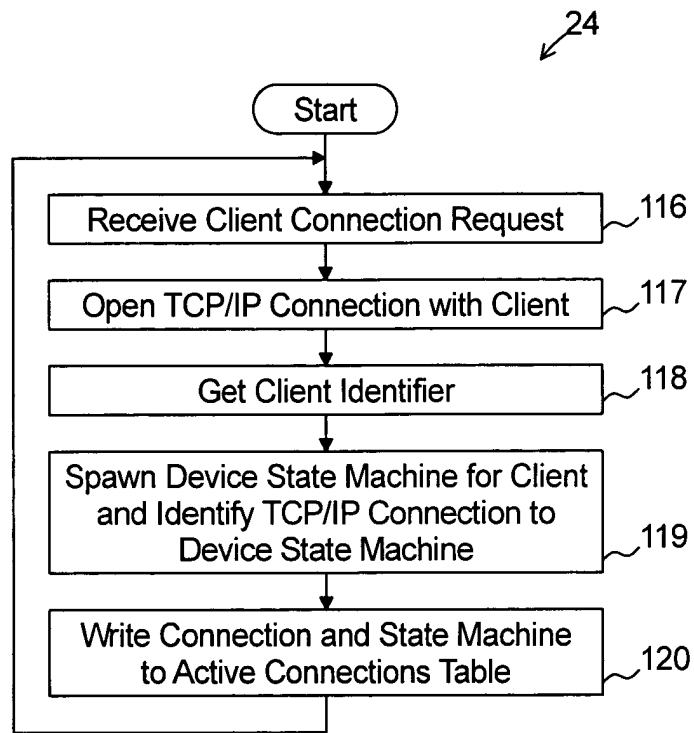 24
Start
Receive Client Connection Request
116
Open TCP/IP Connection with Client
117
Get Client Identifier
118
Spawn Device State Machine for Client
and Identify TCP/IP Connection to
Device State Machine
119
Write Connection and State Machine
to Active Connections Table
120